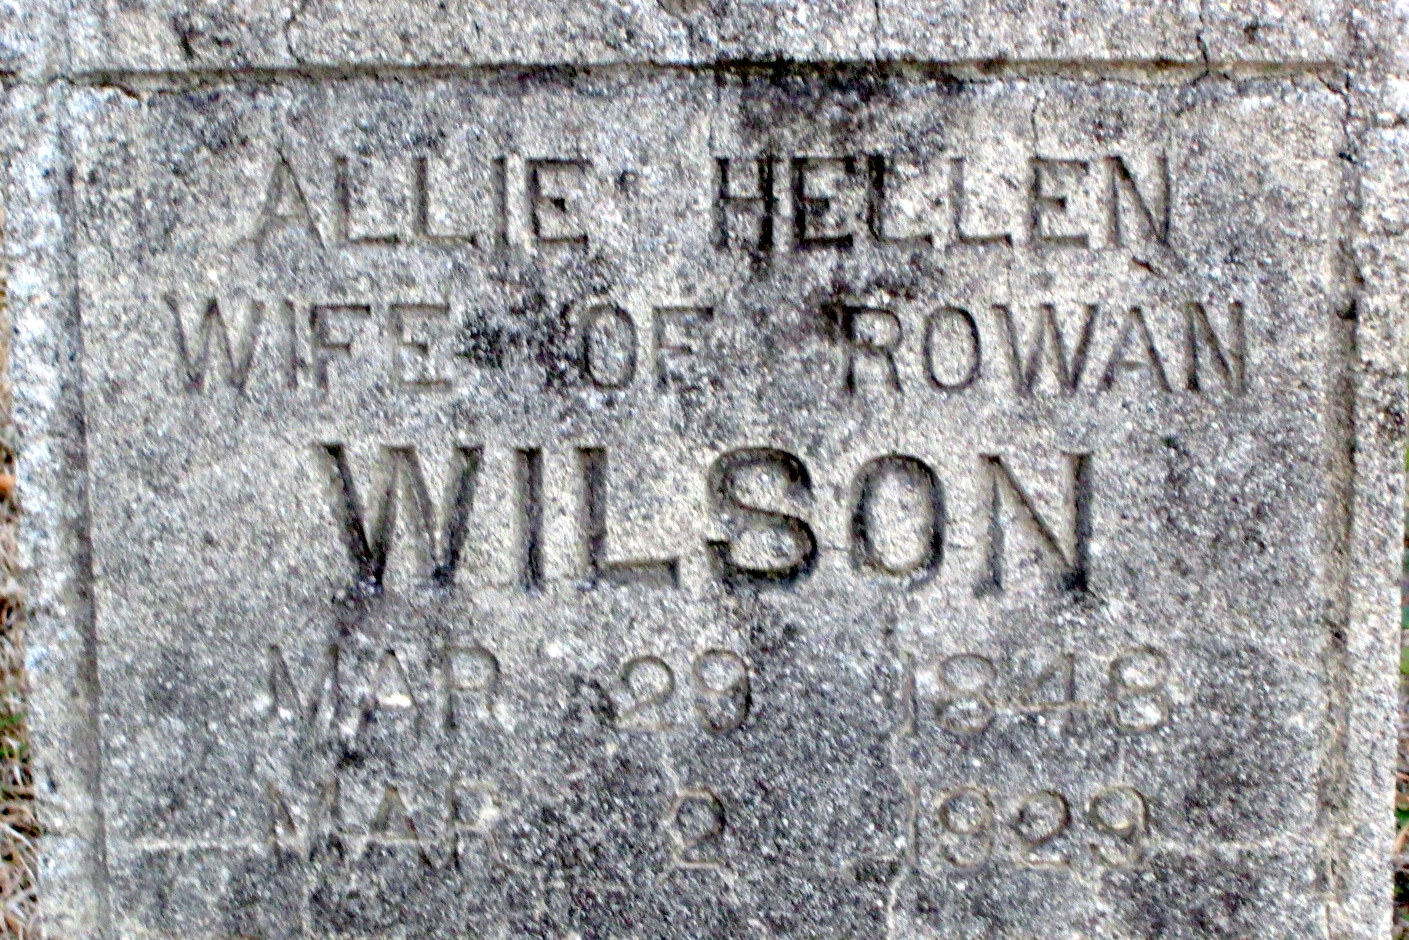 ALLIE HELLEN
WIFE OF ROWAN
WILSON
MAR 29 1848
MAR 2 1929